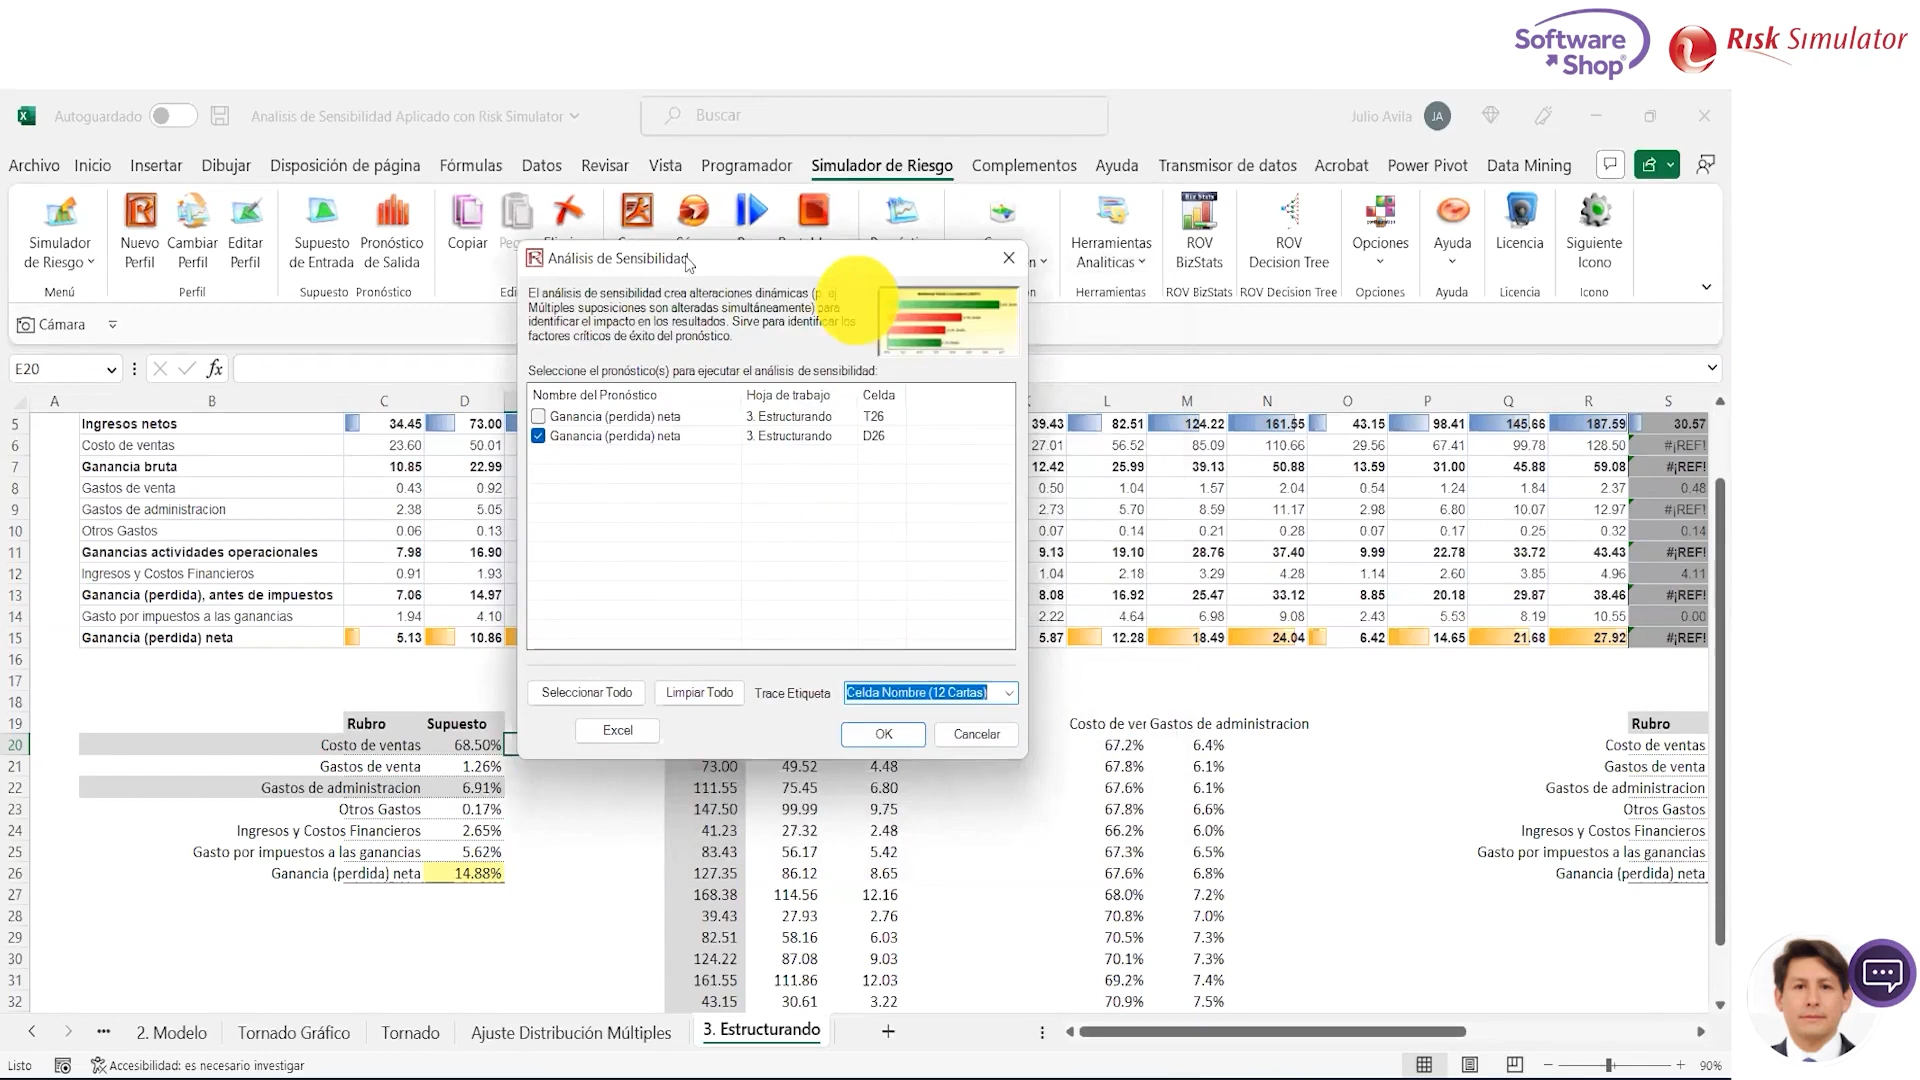 Software Shop
Risk Simulator
Autoguardado
Analisis de Sensibilidad Aplicado con Risk Simulator
Buscar
Julio Avila
JA
Archivo Inicio Insertar Dibujar Disposición de página Fórmulas Datos Revisar Vista Programador Simulador de Riesgo Complementos Ayuda Transmisor de datos Acrobat Power Pivot Data Mining
Simulador de Riesgo
Nuevo Perfil
Cambiar Perfil
Editar Perfil
Supuesto de Entrada
Pronóstico de Salida
Copiar
Herramientas Analiticas
ROV BizStats
ROV Decision Tree
Opciones
Ayuda
Licencia
Siguiente Icono
Menú Perfil Supuesto Pronóstico Herramientas ROV BizStats ROV Decision Tree Opciones Ayuda Licencia Icono
Cámara
E20
fx
Análisis de Sensibilidad
El análisis de sensibilidad crea alteraciones dinámicas (p. ej
Múltiples suposiciones son alteradas simultáneamente) para
identificar el impacto en los resultados. Sirve para identificar los
factores críticos de éxito del pronóstico.
Seleccione el pronóstico(s) para ejecutar el análisis de sensibilidad:
Nombre del Pronóstico Hoja de trabajo Celda
Ganancia (perdida) neta 3. Estructurando T26
Ganancia (perdida) neta 3. Estructurando D26
Seleccionar Todo
Limpiar Todo
Trace Etiqueta
Celda Nombre (12 Cartas)
Excel
OK
Cancelar
A B C D L M N O P Q R S
5 Ingresos netos 34.45 73.00 39.43 82.51 124.22 161.55 43.15 98.41 145.66 187.59 30.57
6 Costo de ventas 23.60 50.01 27.01 56.52 85.09 110.66 29.56 67.41 99.78 128.50 #¡REF!
7 Ganancia bruta 10.85 22.99 12.42 25.99 39.13 50.88 13.59 31.00 45.88 59.08 #¡REF!
8 Gastos de venta 0.43 0.92 0.50 1.04 1.57 2.04 0.54 1.24 1.84 2.37 0.48
9 Gastos de administracion 2.38 5.05 2.73 5.70 8.59 11.17 2.98 6.80 10.07 12.97 #¡REF!
10 Otros Gastos 0.06 0.13 0.07 0.14 0.21 0.28 0.07 0.17 0.25 0.32 0.14
11 Ganancias actividades operacionales 7.98 16.90 9.13 19.10 28.76 37.40 9.99 22.78 33.72 43.43 #¡REF!
12 Ingresos y Costos Financieros 0.91 1.93 1.04 2.18 3.29 4.28 1.14 2.60 3.85 4.96 4.11
13 Ganancia (perdida), antes de impuestos 7.06 14.97 8.08 16.92 25.47 33.12 8.85 20.18 29.87 38.46 #¡REF!
14 Gasto por impuestos a las ganancias 1.94 4.10 2.22 4.64 6.98 9.08 2.43 5.53 8.19 10.55 0.00
15 Ganancia (perdida) neta 5.13 10.86 5.87 12.28 18.49 24.04 6.42 14.65 21.68 27.92 #¡REF!
16
17
18
19 Rubro Supuesto Costo de ver Gastos de administracion Rubro
20 Costo de ventas 68.50% 67.2% 6.4% Costo de ventas
21 Gastos de venta 1.26% 73.00 49.52 4.48 67.8% 6.1% Gastos de venta
22 Gastos de administracion 6.91% 111.55 75.45 6.80 67.6% 6.1% Gastos de administracion
23 Otros Gastos 0.17% 147.50 99.99 9.75 67.8% 6.6% Otros Gastos
24 Ingresos y Costos Financieros 2.65% 41.23 27.32 2.48 66.2% 6.0% Ingresos y Costos Financieros
25 Gasto por impuestos a las ganancias 5.62% 83.43 56.17 5.42 67.3% 6.5% Gasto por impuestos a las ganancias
26 Ganancia (perdida) neta 14.88% 127.35 86.12 8.65 67.6% 6.8% Ganancia (perdida) neta
27 168.38 114.56 12.16 68.0% 7.2%
28 39.43 27.93 2.76 70.8% 7.0%
29 82.51 58.16 6.03 70.5% 7.3%
30 124.22 87.08 9.03 70.1% 7.3%
31 161.55 111.86 12.03 69.2% 7.4%
32 43.15 30.61 3.22 70.9% 7.5%
2. Modelo Tornado Gráfico Tornado Ajuste Distribución Múltiples 3. Estructurando
Listo
Accesibilidad: es necesario investigar
90%